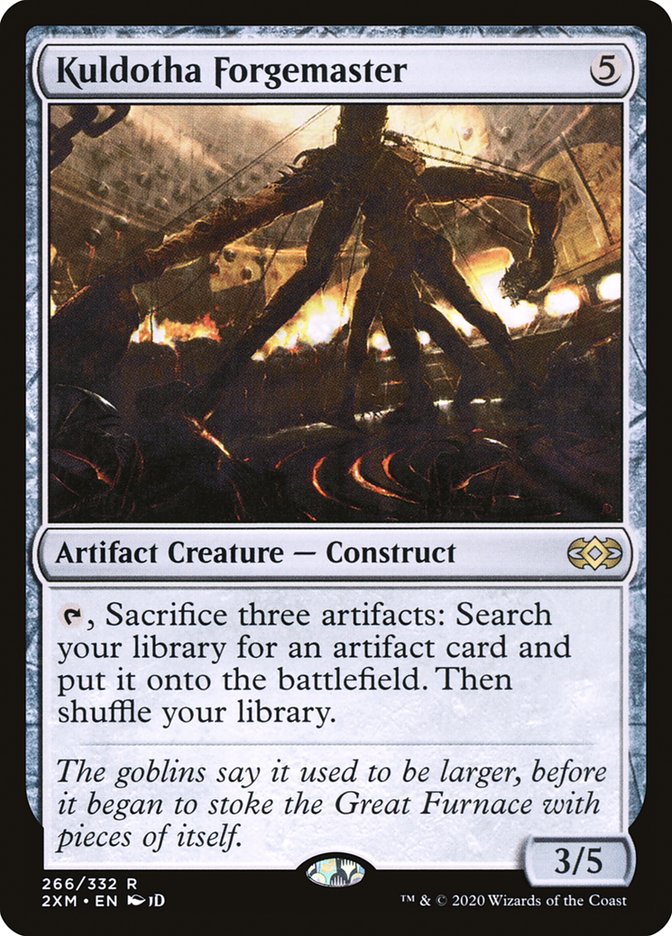 Kuldotha Forgemaster 5
Artifact Creature — Construct
, Sacrifice three artifacts: Search
your library for an artifact card and
put it onto the battlefield. Then
shuffle your library.
The goblins say it used to be larger, before
it began to stoke the Great Furnace with
pieces of itself.
3/5
266/332 R
2XM • EN JD
™ & © 2020 Wizards of the Coast